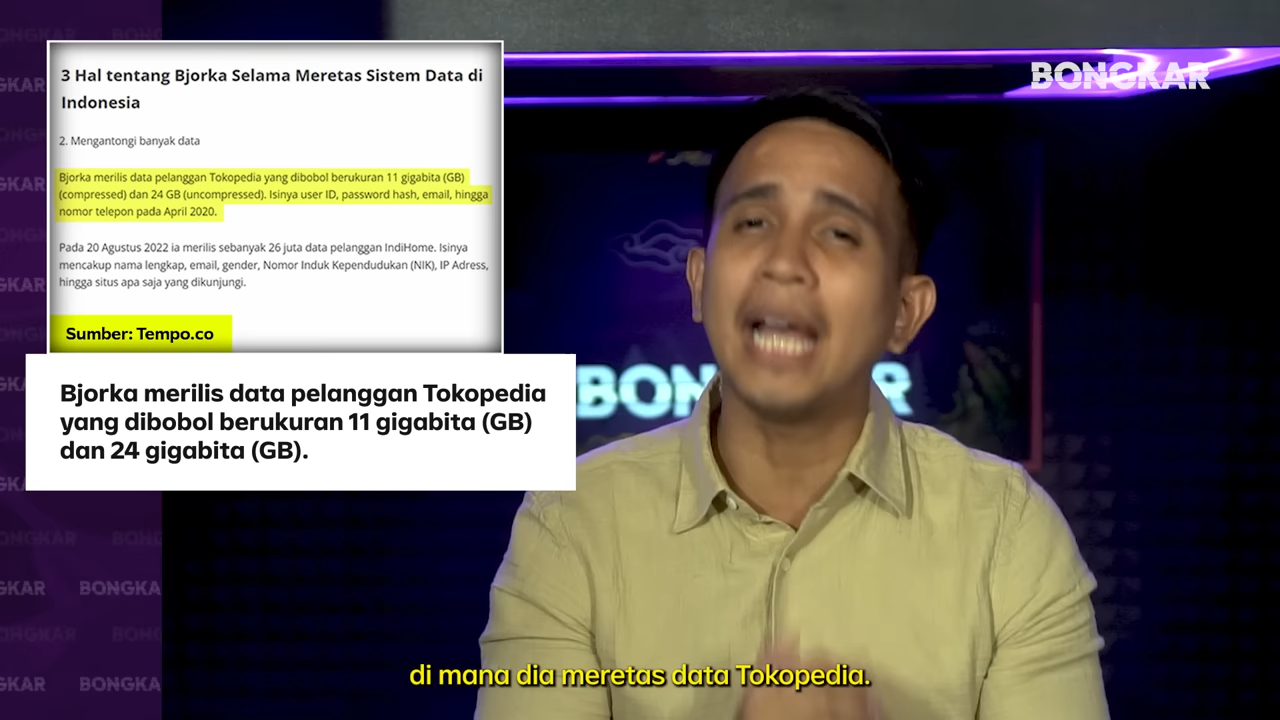 3 Hal tentang Bjorka Selama Meretas Sistem Data di
Indonesia
2. Mengantongi banyak data
Bjorka merilis data pelanggan Tokopedia yang dibobol berukuran 11 gigabita (GB)
(compressed) dan 24 GB (uncompressed). Isinya user ID, password hash, email, hingga
nomor telepon pada April 2020.
Pada 20 Agustus 2022 ia merilis sebanyak 26 juta data pelanggan IndiHome. Isinya
mencakup nama lengkap, email, gender, Nomor Induk Kependudukan (NIK), IP Adress,
hingga situs apa saja yang dikunjungi.
Sumber: Tempo.co
Bjorka merilis data pelanggan Tokopedia
yang dibobol berukuran 11 gigabita (GB)
dan 24 gigabita (GB).
BONGKAR
di mana dia meretas data Tokopedia.